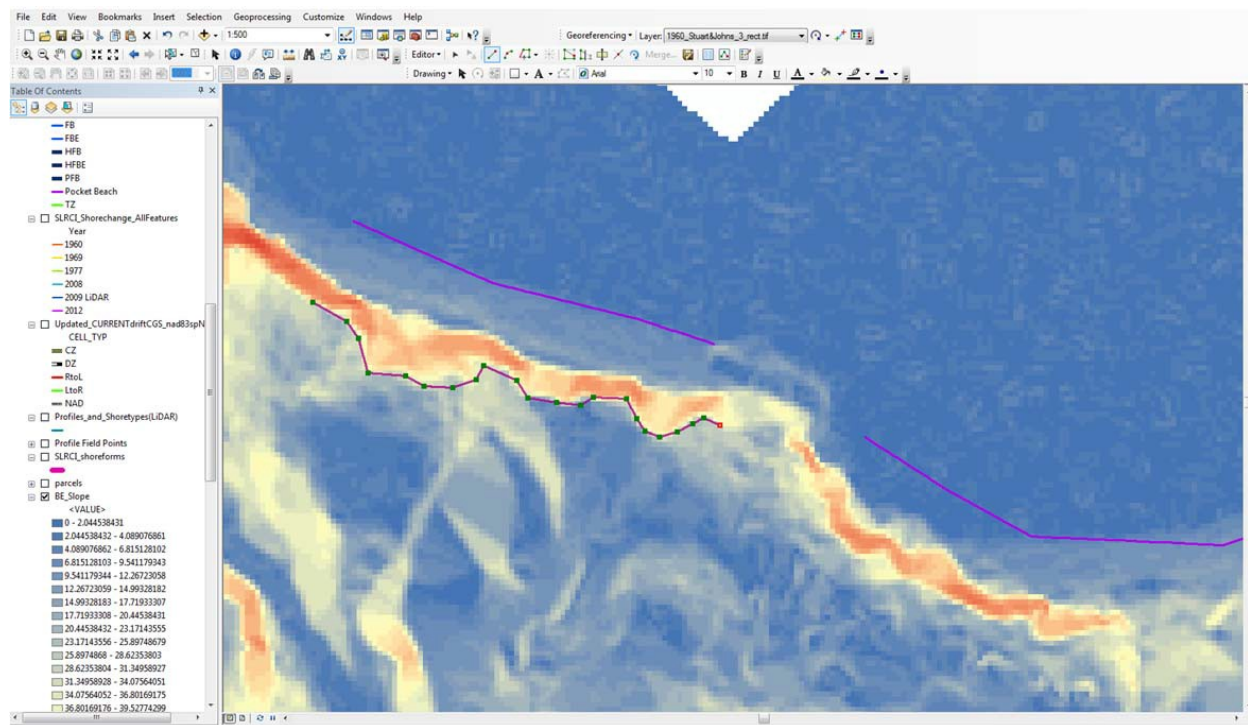 File Edit View Bookmarks Insert Selection Geoprocessing Customize Windows Help
1:500 Georeferencing Layer: 1960_Stuart&Johns_3_rect.tif
Editor Merge...
Drawing A Arial 10 B I U A
Table Of Contents
FB
FBE
HFB
HFBE
PFB
Pocket Beach
TZ
SLRCI_Shorechange_AllFeatures
Year
1960
1969
1977
2008
2009 LiDAR
2012
Updated_CURRENTdriftCGS_nad83spN
CELL_TYP
CZ
DZ
RtoL
LtoR
NAD
Profiles_and_Shoretypes(LiDAR)
Profile Field Points
SLRCI_shoreforms
parcels
BE_Slope
<VALUE>
0 - 2.044538431
2.044538432 - 4.089076861
4.089076862 - 6.815128102
6.815128103 - 9.541179343
9.541179344 - 12.26723058
12.26723059 - 14.99328182
14.99328183 - 17.71933307
17.71933308 - 20.44538431
20.44538432 - 23.17143555
23.17143556 - 25.89748679
25.8974868 - 28.62353803
28.62353804 - 31.34958927
31.34958928 - 34.07564051
34.07564052 - 36.80169175
36.80169176 - 39.52774299